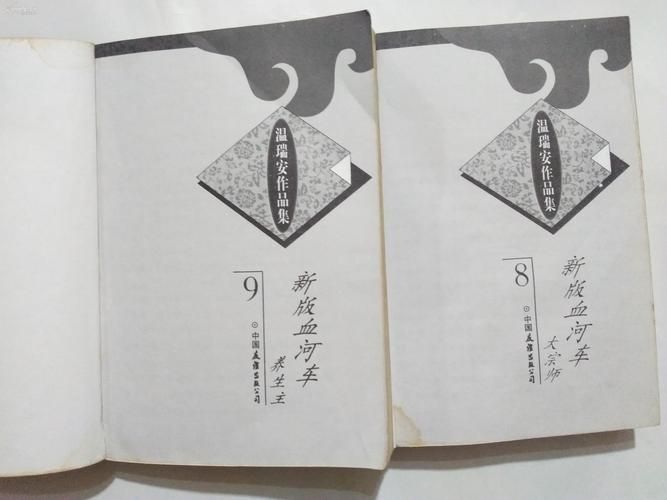 温瑞安作品集
9
新版血河车
养生主
⊙中国友谊出版公司
温瑞安作品集
8
新版血河车
大宗师
⊙中国友谊出版公司